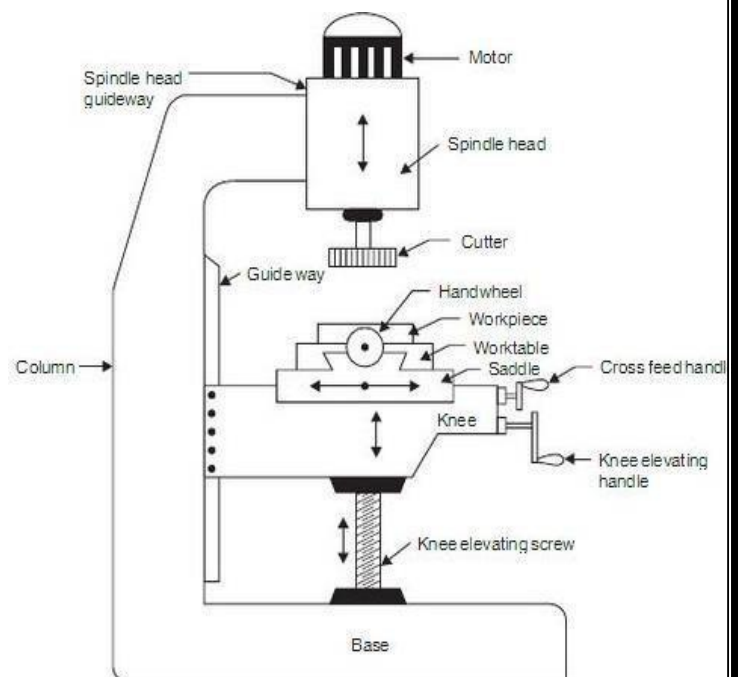 Motor
Spindle head
guideway
Spindle head
Cutter
Guide way
Handwheel
Workpiece
Worktable
Saddle
Column
Cross feed handl
Knee
Knee elevating
handle
Knee elevating screw
Base